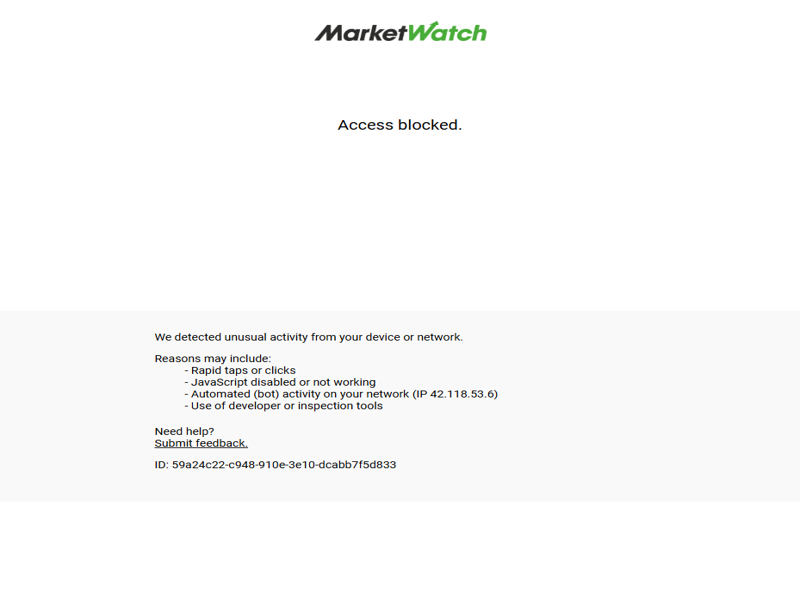 MarketWatch
Access blocked.
We detected unusual activity from your device or network.
Reasons may include:
- Rapid taps or clicks
- JavaScript disabled or not working
- Automated (bot) activity on your network (IP 42.118.53.6)
- Use of developer or inspection tools
Need help?
Submit feedback.
ID: 59a24c22-c948-910e-3e10-dcabb7f5d833